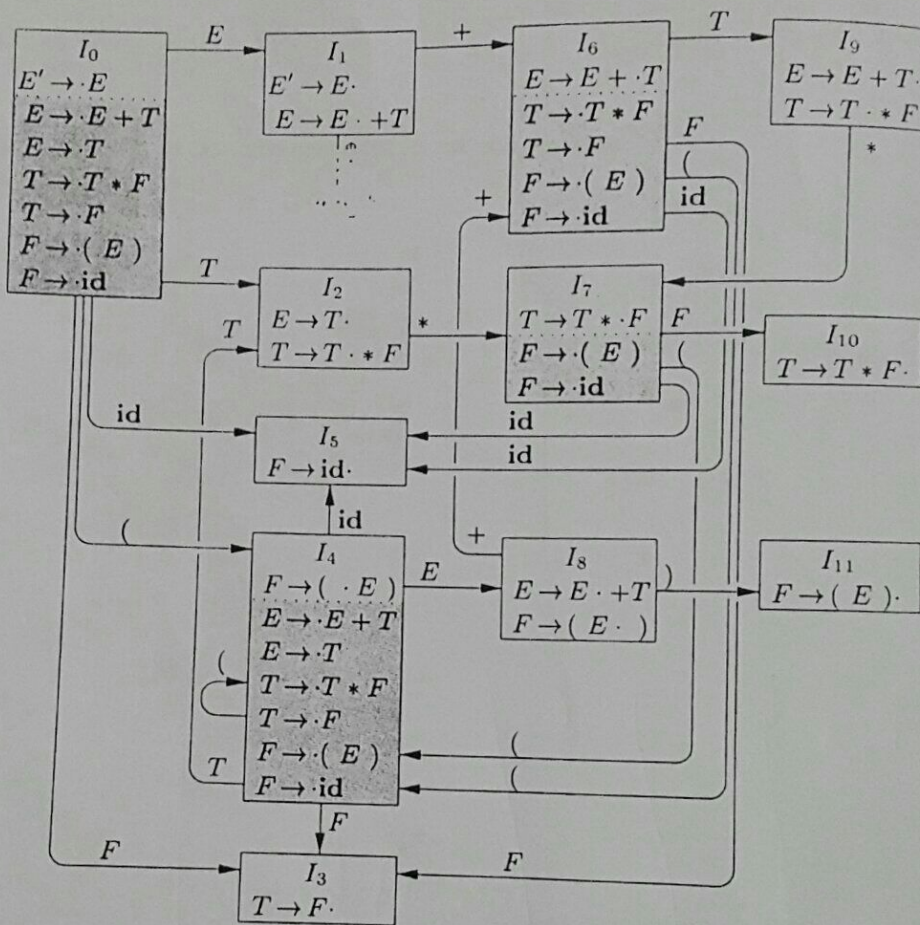 I₀
E' → ·E
E → ·E + T
E → ·T
T → ·T * F
T → ·F
F → ·( E )
F → ·id
E
I₁
E' → E·
E → E · +T
+
I₆
E → E + ·T
T → ·T * F
T → ·F
F → ·( E )
F → ·id
T
I₉
E → E + T·
T → T · * F
*
F
(
id
+
T
I₂
E → T·
T → T · * F
T
*
I₇
T → T * ·F
F → ·( E )
F → ·id
F
(
I₁₀
T → T * F·
id
I₅
F → id·
id
id
id
(
I₄
F → ( · E )
E → ·E + T
E → ·T
T → ·T * F
T → ·F
F → ·( E )
F → ·id
(
T
E
+
I₈
E → E · +T
F → ( E · )
)
I₁₁
F → ( E )·
(
(
F
F
I₃
T → F·
F